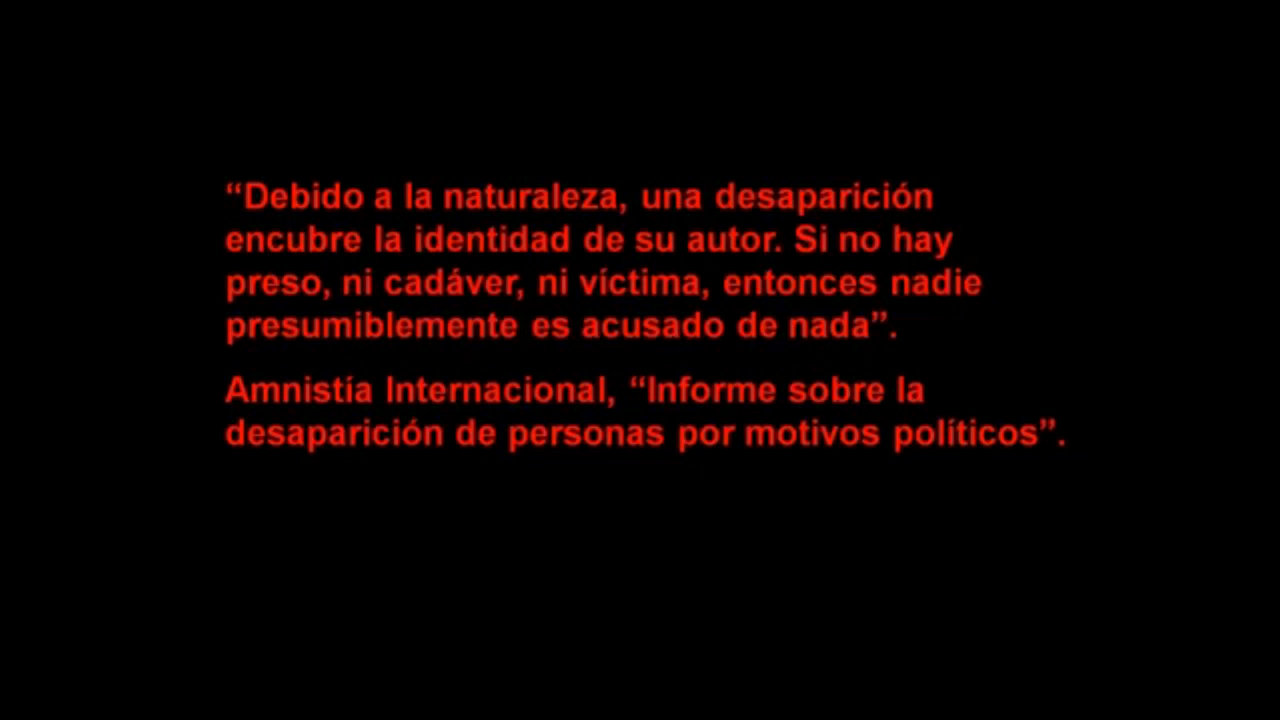 “Debido a la naturaleza, una desaparición
encubre la identidad de su autor. Si no hay
preso, ni cadáver, ni víctima, entonces nadie
presumiblemente es acusado de nada”.
Amnistía Internacional, “Informe sobre la
desaparición de personas por motivos políticos”.